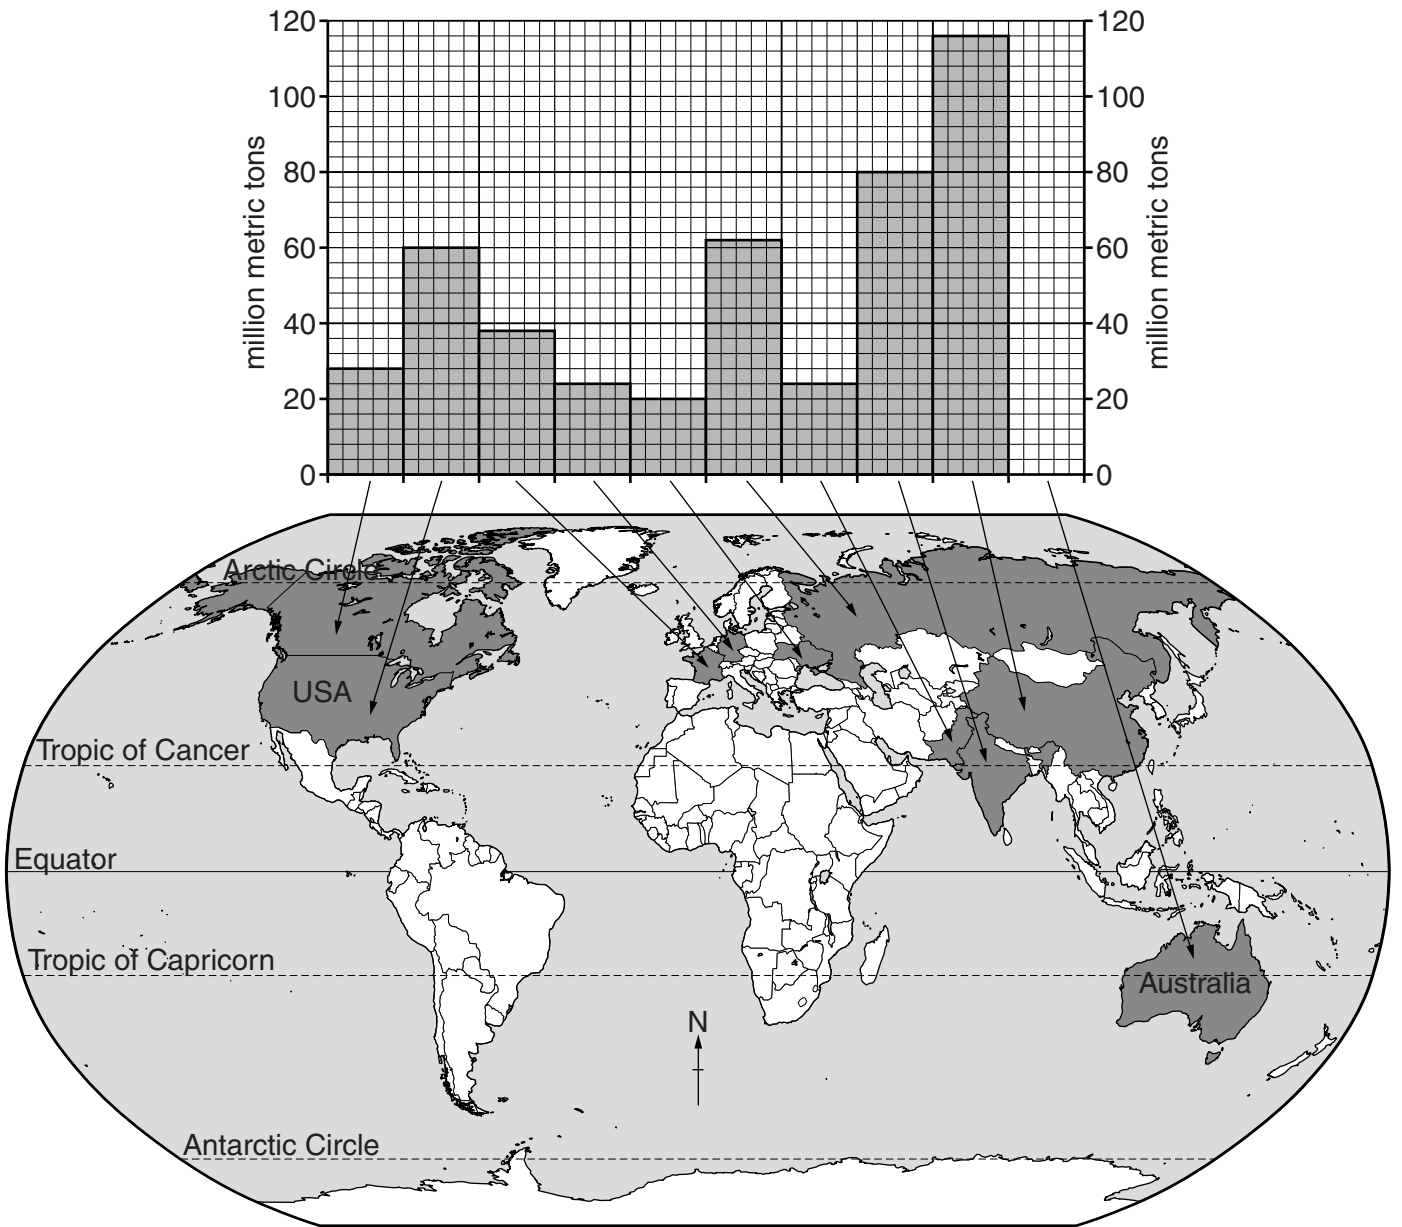 120
100
80
60
40
20
0
million metric tons
120
100
80
60
40
20
0
million metric tons
Arctic Circle
USA
Tropic of Cancer
Equator
Tropic of Capricorn
Australia
N
Antarctic Circle